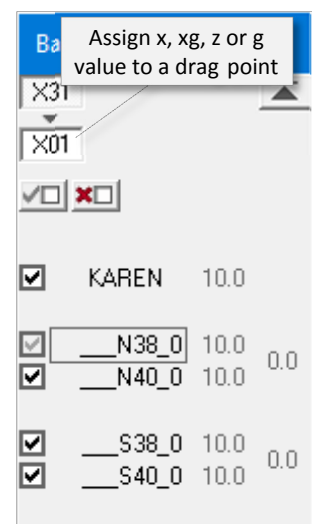 Ba
Assign x, xg, z or g
value to a drag point
X31
X01
KAREN 10.0
___N38_0 10.0
0.0
___N40_0 10.0
___S38_0 10.0
0.0
___S40_0 10.0